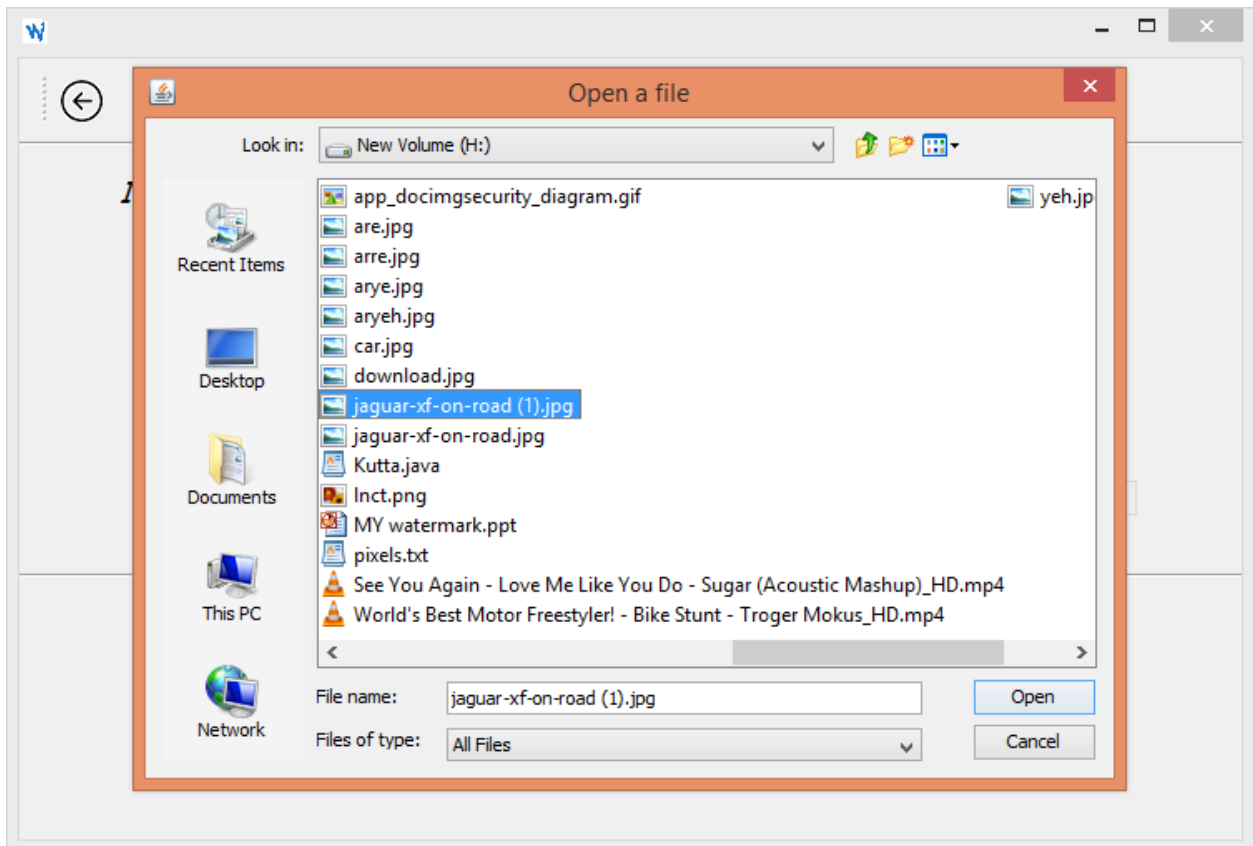 Open a file
Look in: New Volume (H:)
Recent Items
Desktop
Documents
This PC
Network
app_docimgsecurity_diagram.gif
are.jpg
arre.jpg
arye.jpg
aryeh.jpg
car.jpg
download.jpg
jaguar-xf-on-road (1).jpg
jaguar-xf-on-road.jpg
Kutta.java
lnct.png
MY watermark.ppt
pixels.txt
See You Again - Love Me Like You Do - Sugar (Acoustic Mashup)_HD.mp4
World's Best Motor Freestyler! - Bike Stunt - Troger Mokus_HD.mp4
yeh.jp
File name: jaguar-xf-on-road (1).jpg Open
Files of type: All Files Cancel